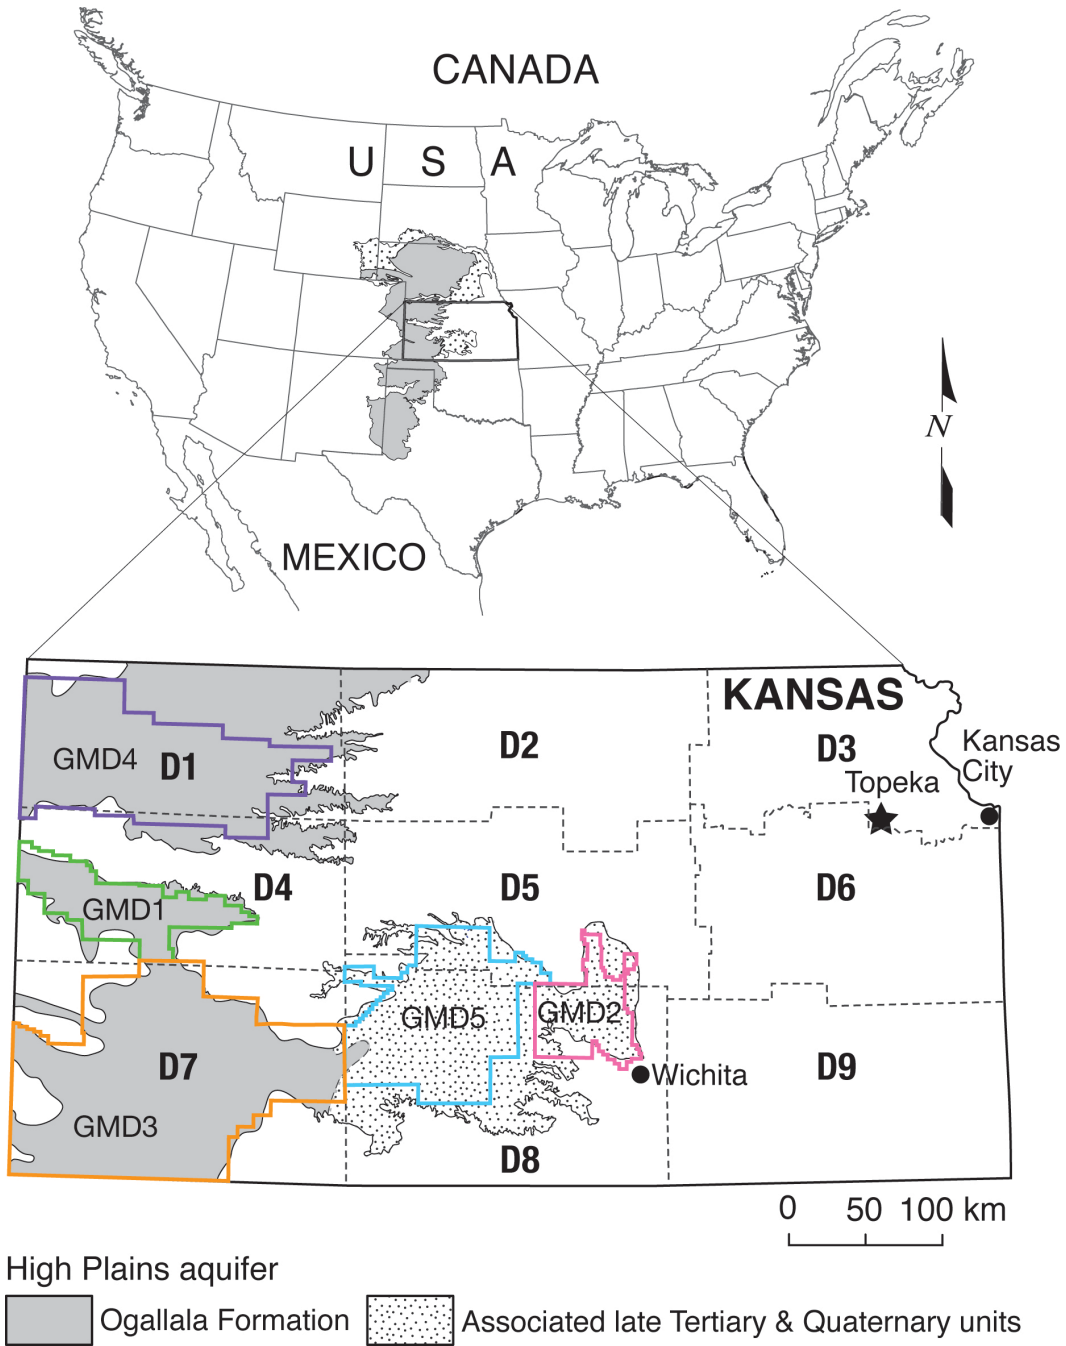 CANADA
U S A
N
MEXICO
KANSAS
D2
D3
Kansas
City
GMD4 D1
Topeka
D4
D5
D6
GMD1
GMD5
GMD2
D7
D9
Wichita
GMD3
D8
0 50 100 km
High Plains aquifer
Ogallala Formation
Associated late Tertiary & Quaternary units